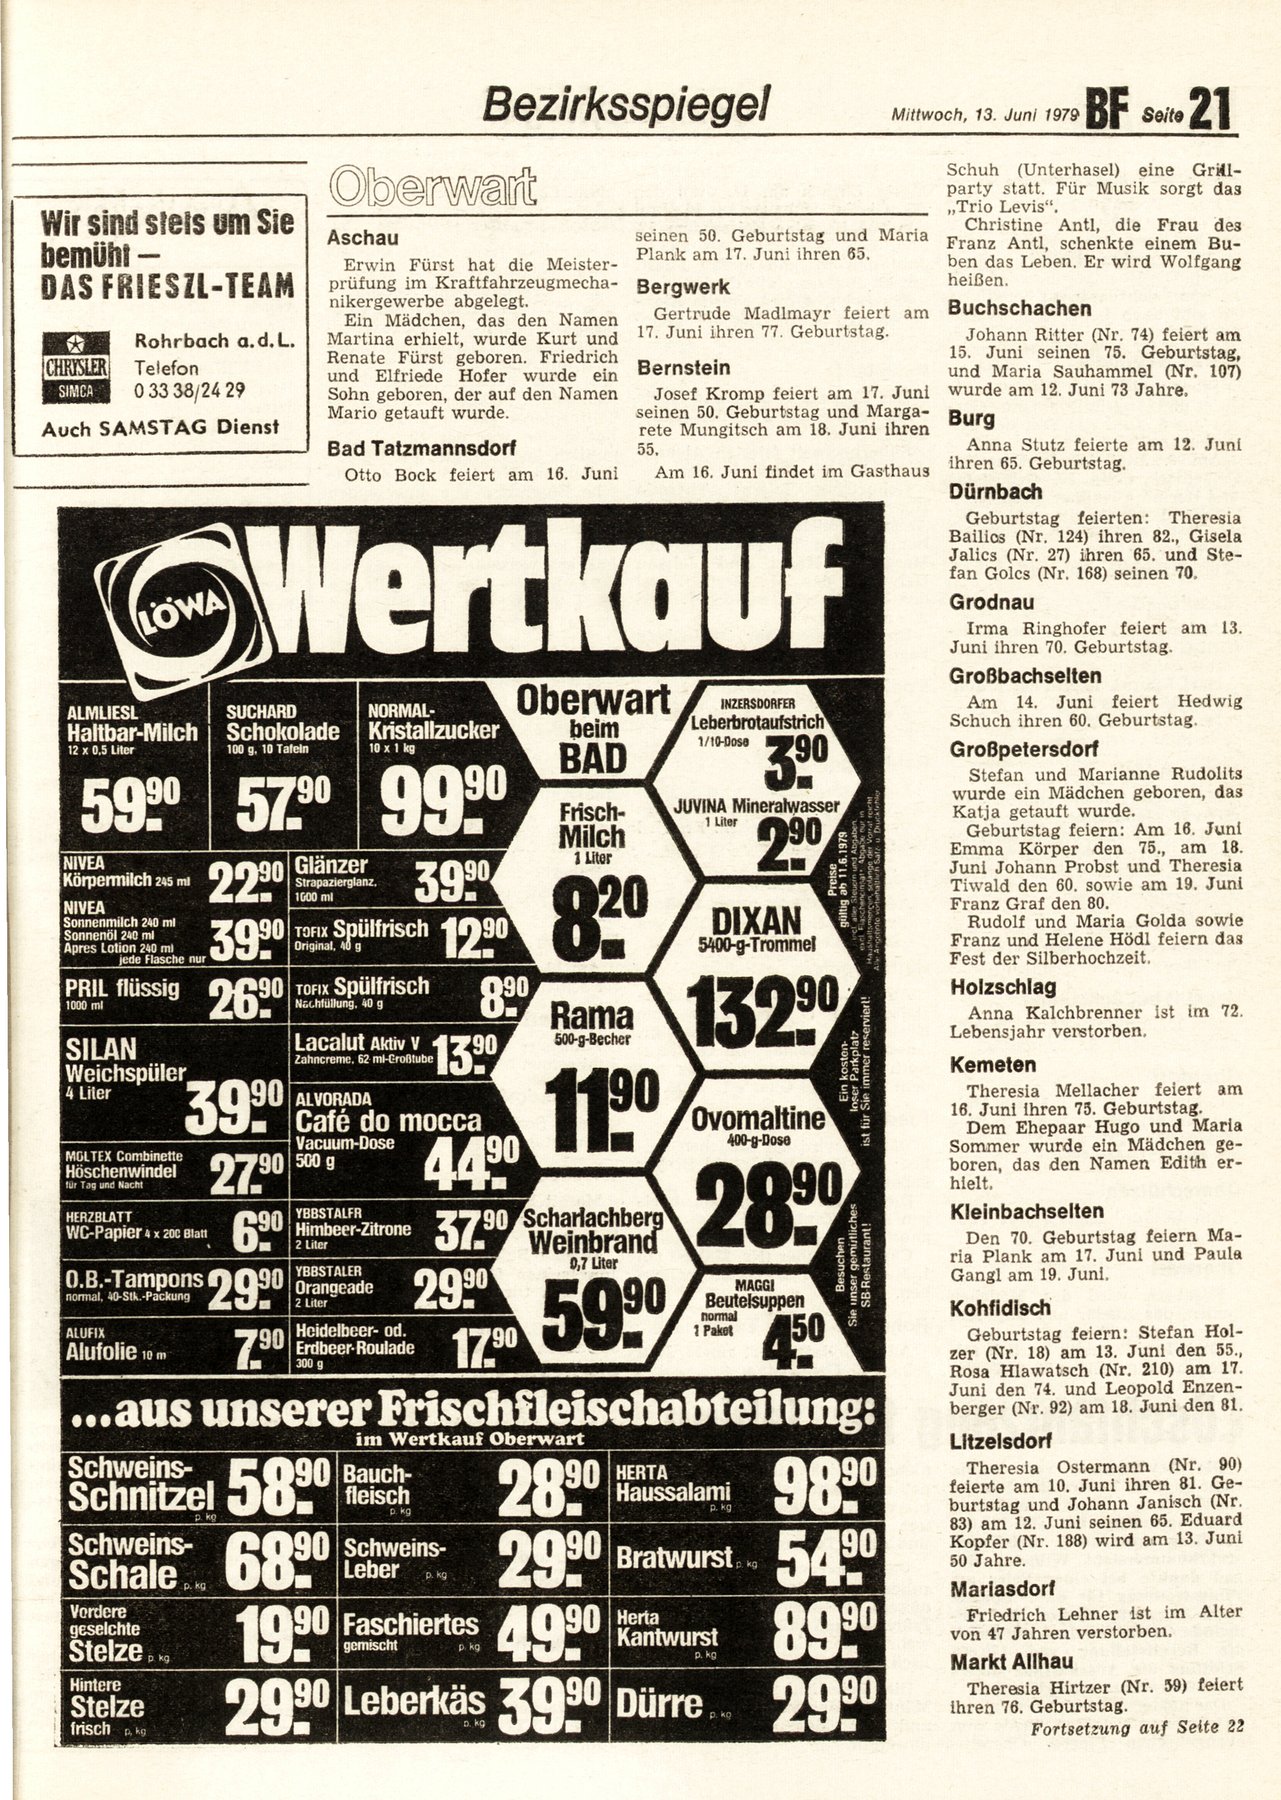 Bezirksspiegel
Mittwoch, 13. Juni 1979 BF Seite 21
Wir sind stets um Sie
bemüht —
DAS FRIESZL-TEAM
CHRYSLER
SIMCA
Rohrbach a.d.L.
Telefon
0 33 38/24 29
Auch SAMSTAG Dienst
Oberwart
Aschau
Erwin Fürst hat die Meister-
prüfung im Kraftfahrzeugmecha-
nikergewerbe abgelegt.
Ein Mädchen, das den Namen
Martina erhielt, wurde Kurt und
Renate Fürst geboren. Friedrich
und Elfriede Hofer wurde ein
Sohn geboren, der auf den Namen
Mario getauft wurde.
Bad Tatzmannsdorf
Otto Bock feiert am 16. Juni
seinen 50. Geburtstag und Maria
Plank am 17. Juni ihren 65.
Bergwerk
Gertrude Madlmayr feiert am
17. Juni ihren 77. Geburtstag.
Bernstein
Josef Kromp feiert am 17. Juni
seinen 50. Geburtstag und Marga-
rete Mungitsch am 18. Juni ihren
55.
Am 16. Juni findet im Gasthaus
Schuh (Unterhasel) eine Grill-
party statt. Für Musik sorgt das
„Trio Levis“.
Christine Antl, die Frau des
Franz Antl, schenkte einem Bu-
ben das Leben. Er wird Wolfgang
heißen.
Buchschachen
Johann Ritter (Nr. 74) feiert am
15. Juni seinen 75. Geburtstag,
und Maria Sauhammel (Nr. 107)
wurde am 12. Juni 73 Jahre.
Burg
Anna Stutz feierte am 12. Juni
ihren 65. Geburtstag.
Dürnbach
Geburtstag feierten: Theresia
Bailios (Nr. 124) ihren 82., Gisela
Jalics (Nr. 27) ihren 65. und Ste-
fan Golcs (Nr. 168) seinen 70.
Grodnau
Irma Ringhofer feiert am 13.
Juni ihren 70. Geburtstag.
Großbachselten
Am 14. Juni feiert Hedwig
Schuch ihren 60. Geburtstag.
Großpetersdorf
Stefan und Marianne Rudolits
wurde ein Mädchen geboren, das
Katja getauft wurde.
Geburtstag feiern: Am 16. Juni
Emma Körper den 75., am 18.
Juni Johann Probst und Theresia
Tiwald den 60. sowie am 19. Juni
Franz Graf den 80.
Rudolf und Maria Golda sowie
Franz und Helene Hödl feiern das
Fest der Silberhochzeit.
Holzschlag
Anna Kalchbrenner ist im 72.
Lebensjahr verstorben.
Kemeten
Theresia Mellacher feiert am
16. Juni ihren 75. Geburtstag.
Dem Ehepaar Hugo und Maria
Sommer wurde ein Mädchen ge-
boren, das den Namen Edith er-
hielt.
Kleinbachselten
Den 70. Geburtstag feiern Ma-
ria Plank am 17. Juni und Paula
Gangl am 19. Juni.
Kohfidisch
Geburtstag feiern: Stefan Hol-
zer (Nr. 18) am 13. Juni den 55.,
Rosa Hlawatsch (Nr. 210) am 17.
Juni den 74. und Leopold Enzen-
berger (Nr. 92) am 18. Juni den 81.
Litzelsdorf
Theresia Ostermann (Nr. 90)
feierte am 10. Juni ihren 81. Ge-
burtstag und Johann Janisch (Nr.
83) am 12. Juni seinen 65. Eduard
Kopfer (Nr. 188) wird am 13. Juni
50 Jahre.
Mariasdorf
Friedrich Lehner ist im Alter
von 47 Jahren verstorben.
Markt Allhau
Theresia Hirtzer (Nr. 59) feiert
ihren 76. Geburtstag.
Fortsetzung auf Seite 22
LÖWA
Wertkauf
ALMLIESL
Haltbar-Milch
12 x 0,5 Liter
59.90
SUCHARD
Schokolade
100 g, 10 Tafeln
57.90
NORMAL-
Kristallzucker
10 x 1 kg
99.90
Oberwart
beim
BAD
INZERSDORFER
Leberbrotaufstrich
1/10-Dose
3.90
JUVINA Mineralwasser
1 Liter
2.90
NIVEA
Körpermilch 245 ml
22.90
NIVEA
Sonnenmilch 240 ml
Sonnenöl 240 ml
Apres Lotion 240 ml
jede Flasche nur
39.90
PRIL flüssig
1000 ml
26.90
SILAN
Weichspüler
4 Liter
39.90
MOLTEX Combinette
Höschenwindel
für Tag und Nacht
27.90
HERZBLATT
WC-Papier 4 x 200 Blatt
6.90
O.B.-Tampons
normal, 40-Stk.-Packung
29.90
ALUFIX
Alufolie 10 m
7.90
Glänzer
Strapazierglanz,
1000 ml
39.90
TOFIX Spülfrisch
Original, 40 g
12.90
TOFIX Spülfrisch
Nachfüllung, 40 g
8.90
Lacalut Aktiv V
Zahncreme, 62 ml-Großtube
13.90
ALVORADA
Café do mocca
Vacuum-Dose
500 g
44.90
YBBSTALER
Himbeer-Zitrone
2 Liter
37.90
YBBSTALER
Orangeade
2 Liter
29.90
Heidelbeer- od.
Erdbeer-Roulade
300 g
17.90
Frisch-
Milch
1 Liter
8.20
Rama
500-g-Becher
11.90
Scharlachberg
Weinbrand
0,7 Liter
59.90
DIXAN
5400-g-Trommel
132.90
Ovomaltine
400-g-Dose
28.90
MAGGI
Beutelsuppen
normal
1 Paket
4.50
Preise
gültig ab 11.6.1979
Ein kosten-
loser Parkplatz
ist für Sie immer reserviert!
Besuchen
Sie unser gemütliches
SB-Restaurant!
...aus unserer Frischfleischabteilung:
im Wertkauf Oberwart
Schweins-
Schnitzel p. kg
58.90
Bauch-
fleisch p. kg
28.90
HERTA
Haussalami p. kg
98.90
Schweins-
Schale p. kg
68.90
Schweins-
Leber p. kg
29.90
Bratwurst p. kg
54.90
Vordere
geselchte
Stelze p. kg
19.90
Faschiertes
gemischt p. kg
49.90
Herta
Kantwurst
p. kg
89.90
Hintere
Stelze
frisch p. kg
29.90
Leberkäs
p. kg
39.90
Dürre p. kg
29.90